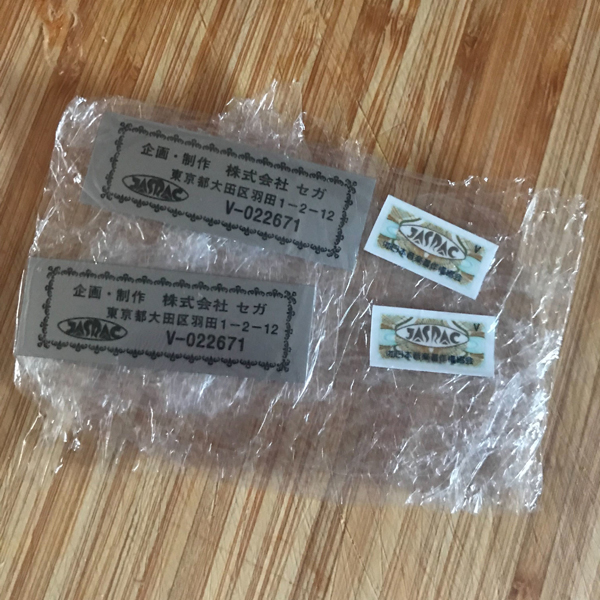 企画・制作 株式会社 セガ
東京都大田区羽田1-2-12
JASRAC
V-022671
企画・制作 株式会社 セガ
東京都大田区羽田1-2-12
JASRAC
V-022671
V
JASRAC
V
JASRAC